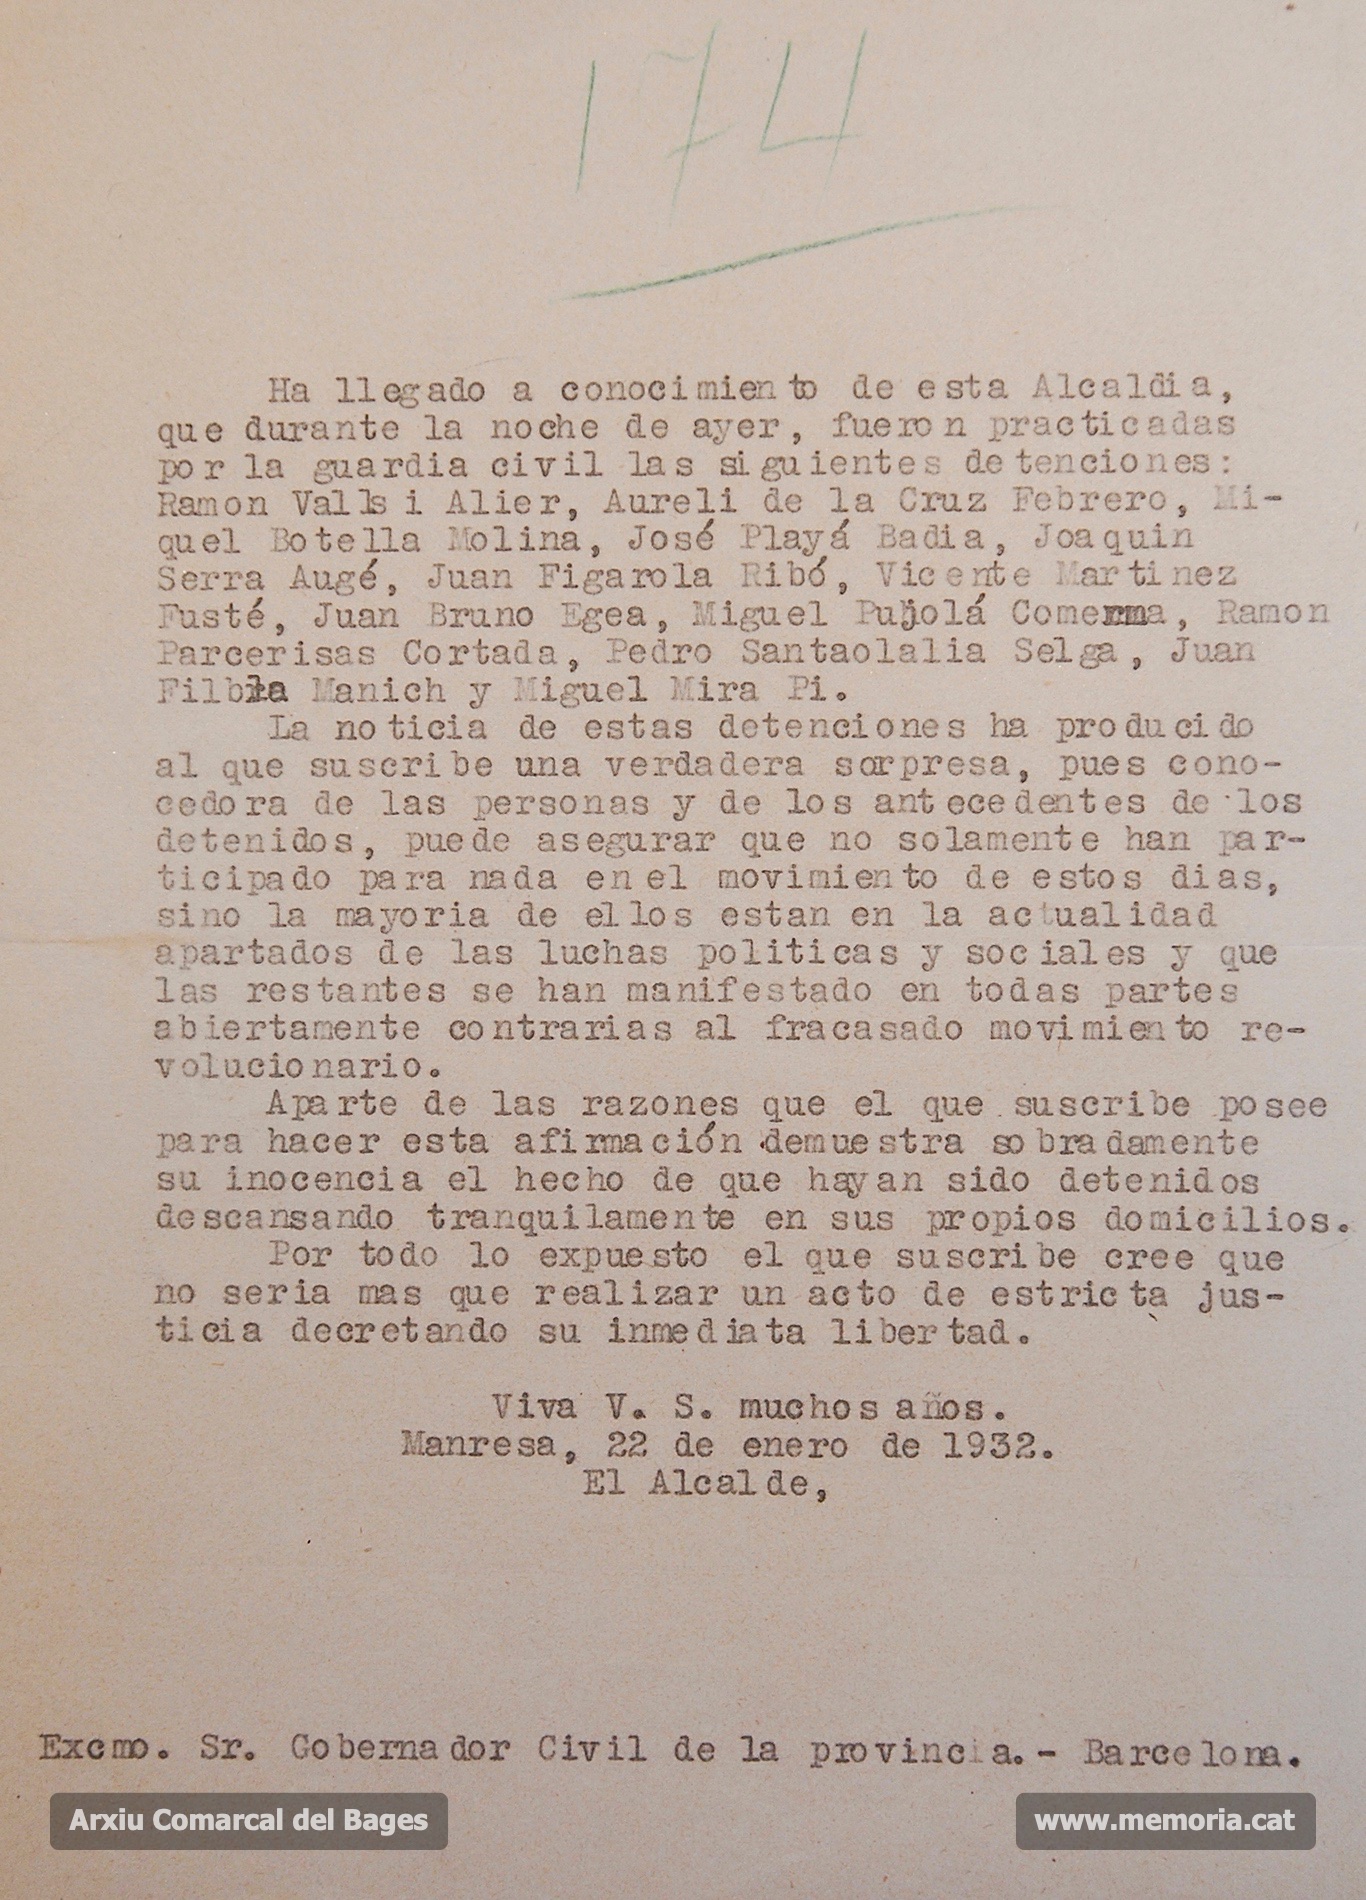 174
Ha llegado a conocimiento de esta Alcaldia,
que durante la noche de ayer, fueron practicadas
por la guardia civil las siguientes detenciones:
Ramon Valls i Alier, Aureli de la Cruz Febrero, Mi-
quel Botella Molina, José Playá Badia, Joaquin
Serra Augé, Juan Figarola Ribó, Vicente Martinez
Fusté, Juan Bruno Egea, Miguel Pujolá Comerma, Ramon
Parcerisas Cortada, Pedro Santaolalia Selga, Juan
Filbla Manich y Miguel Mira Pi.
La noticia de estas detenciones ha producido
al que suscribe una verdadera sorpresa, pues cono-
cedora de las personas y de los antecedentes de los
detenidos, puede asegurar que no solamente han par-
ticipado para nada en el movimiento de estos dias,
sino la mayoria de ellos estan en la actualidad
apartados de las luchas politicas y sociales y que
las restantes se han manifestado en todas partes
abiertamente contrarias al fracasado movimiento re-
volucionario.
Aparte de las razones que el que suscribe posee
para hacer esta afirmación demuestra sobradamente
su inocencia el hecho de que hayan sido detenidos
descansando tranquilamente en sus propios domicilios.
Por todo lo expuesto el que suscribe cree que
no seria mas que realizar un acto de estricta jus-
ticia decretando su inmediata libertad.
Viva V. S. muchos años.
Manresa, 22 de enero de 1932.
El Alcalde,
Excmo. Sr. Gobernador Civil de la provincia.- Barcelona.
Arxiu Comarcal del Bages
www.memoria.cat